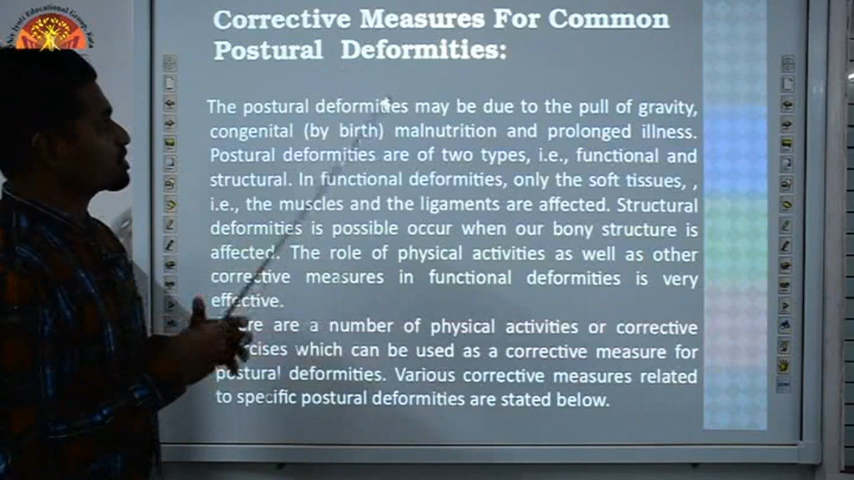 Corrective Measures For Common
Postural Deformities:
The postural deformities may be due to the pull of gravity,
congenital (by birth) malnutrition and prolonged illness.
Postural deformities are of two types, i.e., functional and
structural. In functional deformities, only the soft tissues, ,
i.e., the muscles and the ligaments are affected. Structural
deformities is possible occur when our bony structure is
affected. The role of physical activities as well as other
corrective measures in functional deformities is very
effective.
are a number of physical activities or corrective
which can be used as a corrective measure for
postural deformities. Various corrective measures related
to specific postural deformities are stated below.